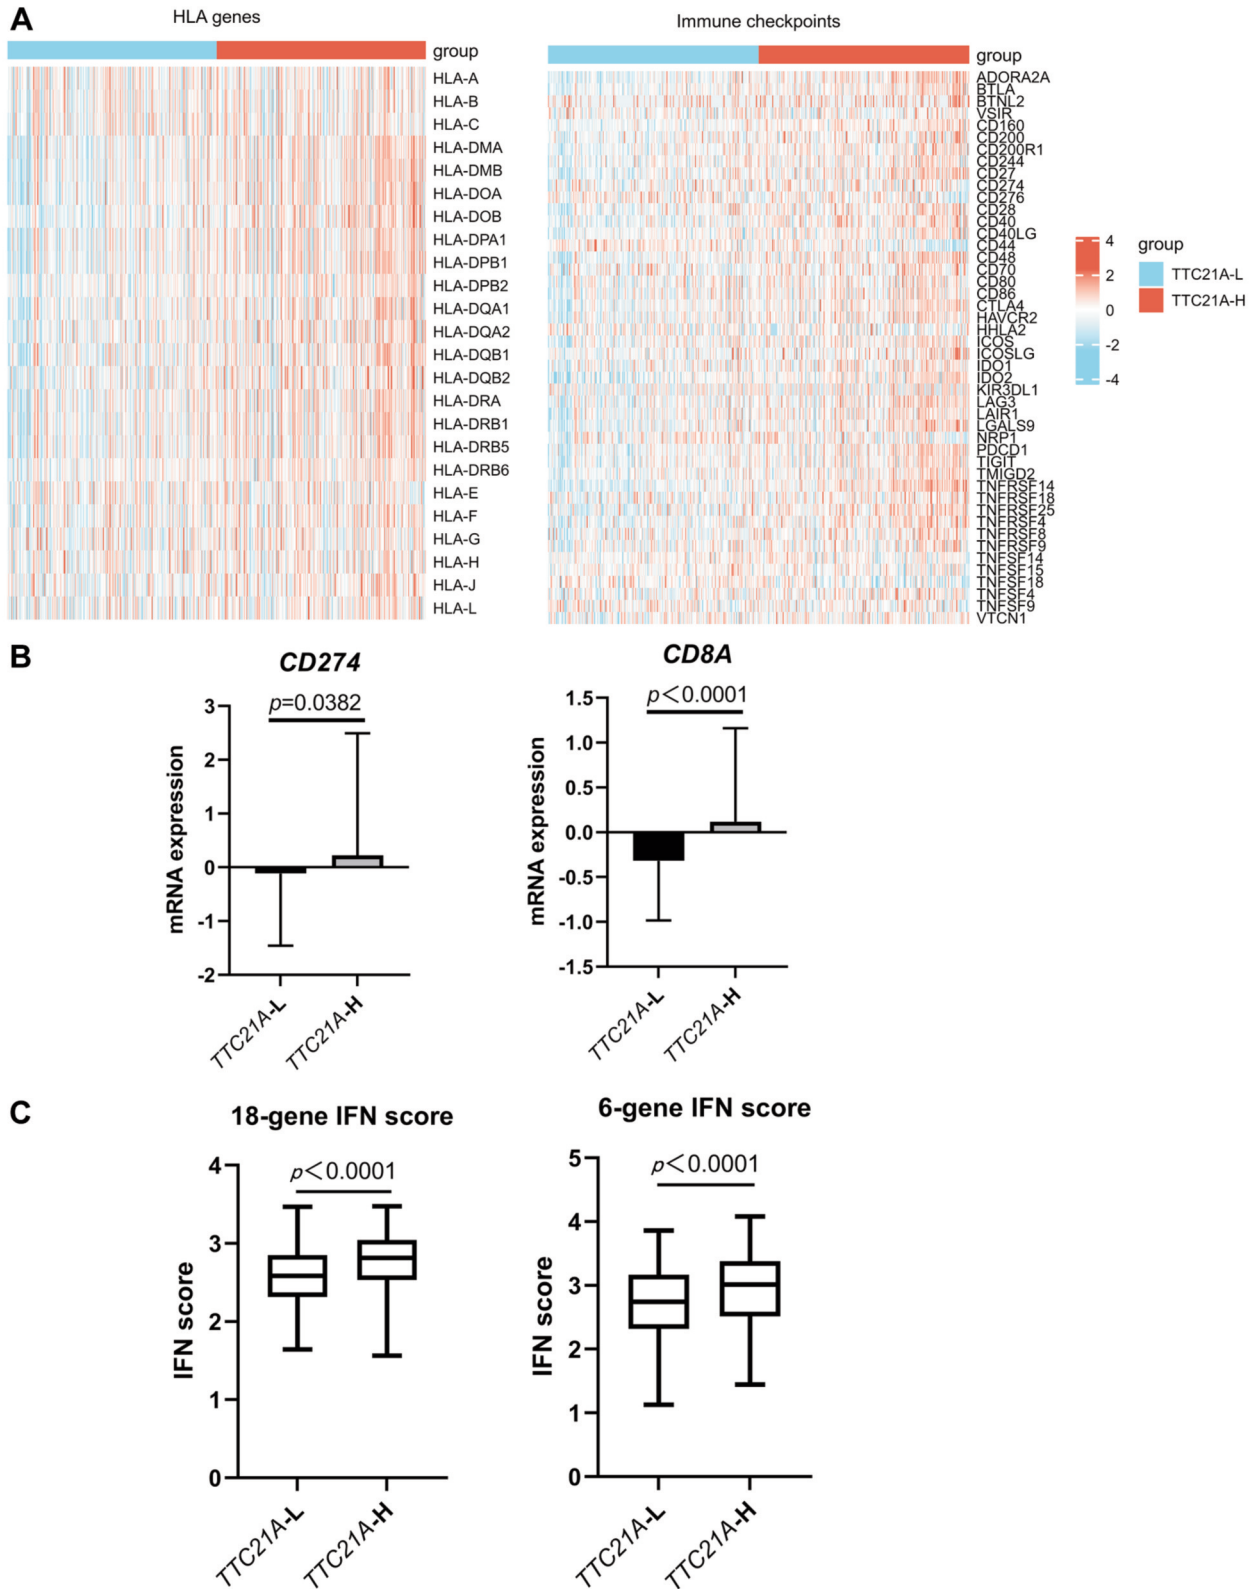 A
HLA genes
group
HLA-A
HLA-B
HLA-C
HLA-DMA
HLA-DMB
HLA-DOA
HLA-DOB
HLA-DPA1
HLA-DPB1
HLA-DPB2
HLA-DQA1
HLA-DQA2
HLA-DQB1
HLA-DQB2
HLA-DRA
HLA-DRB1
HLA-DRB5
HLA-DRB6
HLA-E
HLA-F
HLA-G
HLA-H
HLA-J
HLA-L
Immune checkpoints
group
ADORA2A
BTLA
BTNL2
VSIR
CD160
CD200
CD200R1
CD244
CD27
CD274
CD276
CD28
CD40
CD40LG
CD44
CD48
CD70
CD80
CD86
CTLA4
HAVCR2
HHLA2
ICOS
ICOSLG
IDO1
IDO2
KIR3DL1
LAG3
LAIR1
LGALS9
NRP1
PDCD1
TIGIT
TMIGD2
TNFRSF14
TNFRSF18
TNFRSF25
TNFRSF4
TNFRSF8
TNFRSF9
TNFSF14
TNFSF15
TNFSF18
TNFSF4
TNFSF9
VTCN1
4
2
0
-2
-4
group
TTC21A-L
TTC21A-H
B
CD274
p=0.0382
mRNA expression
3
2
1
0
-1
-2
TTC21A-L
TTC21A-H
CD8A
p<0.0001
mRNA expression
1.5
1.0
0.5
0.0
-0.5
-1.0
-1.5
TTC21A-L
TTC21A-H
C
18-gene IFN score
p<0.0001
IFN score
4
3
2
1
0
TTC21A-L
TTC21A-H
6-gene IFN score
p<0.0001
IFN score
5
4
3
2
1
0
TTC21A-L
TTC21A-H